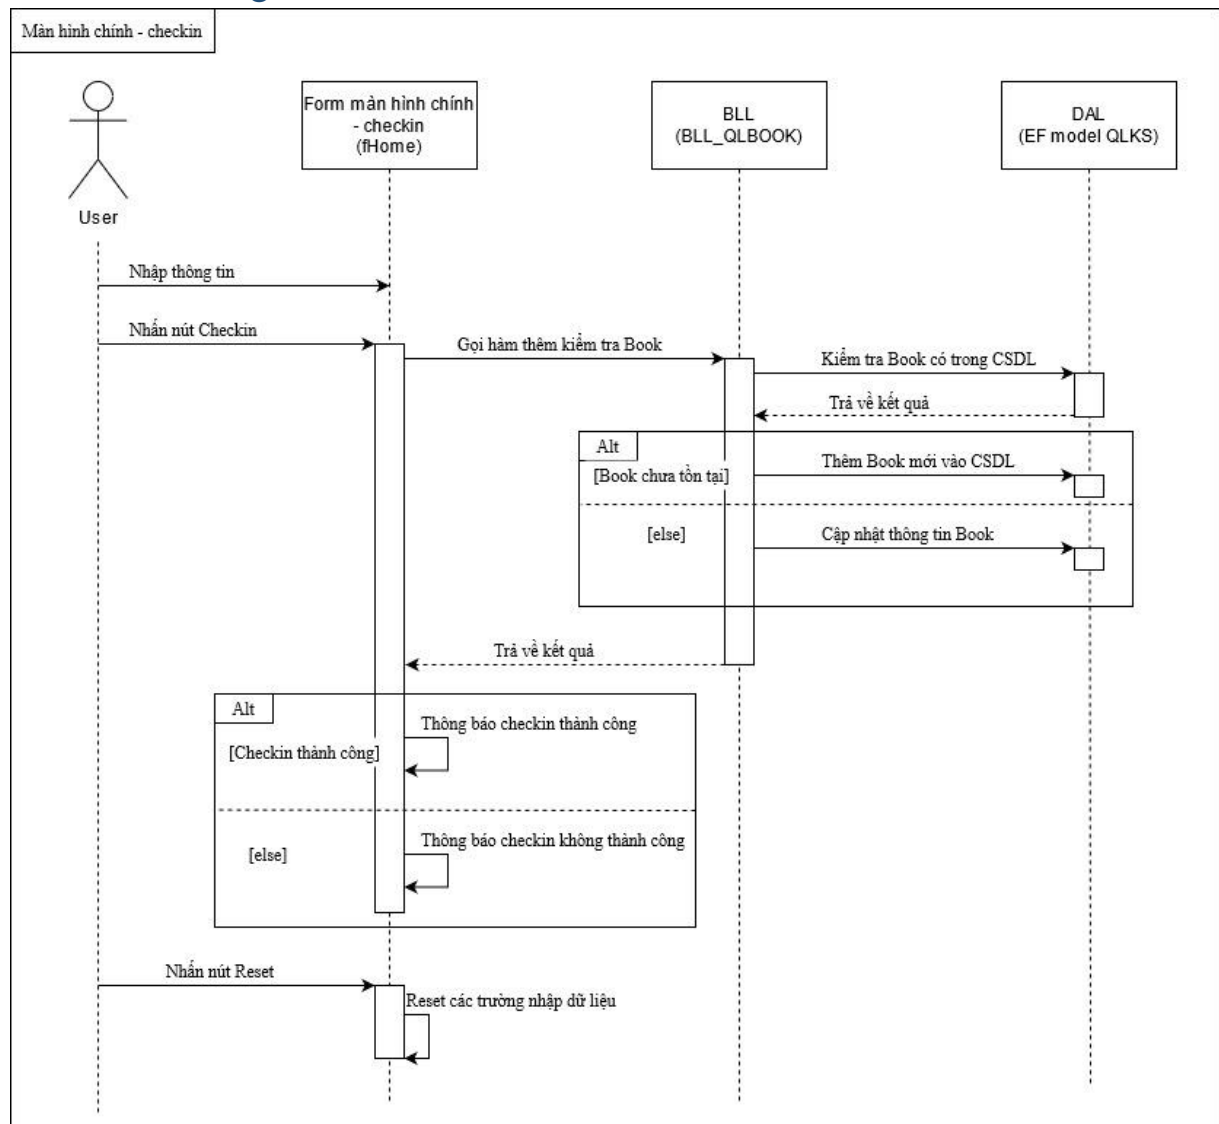 Màn hình chính - checkin
Form màn hình chính
- checkin
(fHome)
BLL
(BLL_QLBOOK)
DAL
(EF model QLKS)
User
Nhập thông tin
Nhấn nút Checkin
Gọi hàm thêm kiểm tra Book
Kiểm tra Book có trong CSDL
Trả về kết quả
Alt
[Book chưa tồn tại]
Thêm Book mới vào CSDL
[else]
Cập nhật thông tin Book
Trả về kết quả
Alt
Thông báo checkin thành công
[Checkin thành công]
Thông báo checkin không thành công
[else]
Nhấn nút Reset
Reset các trường nhập dữ liệu